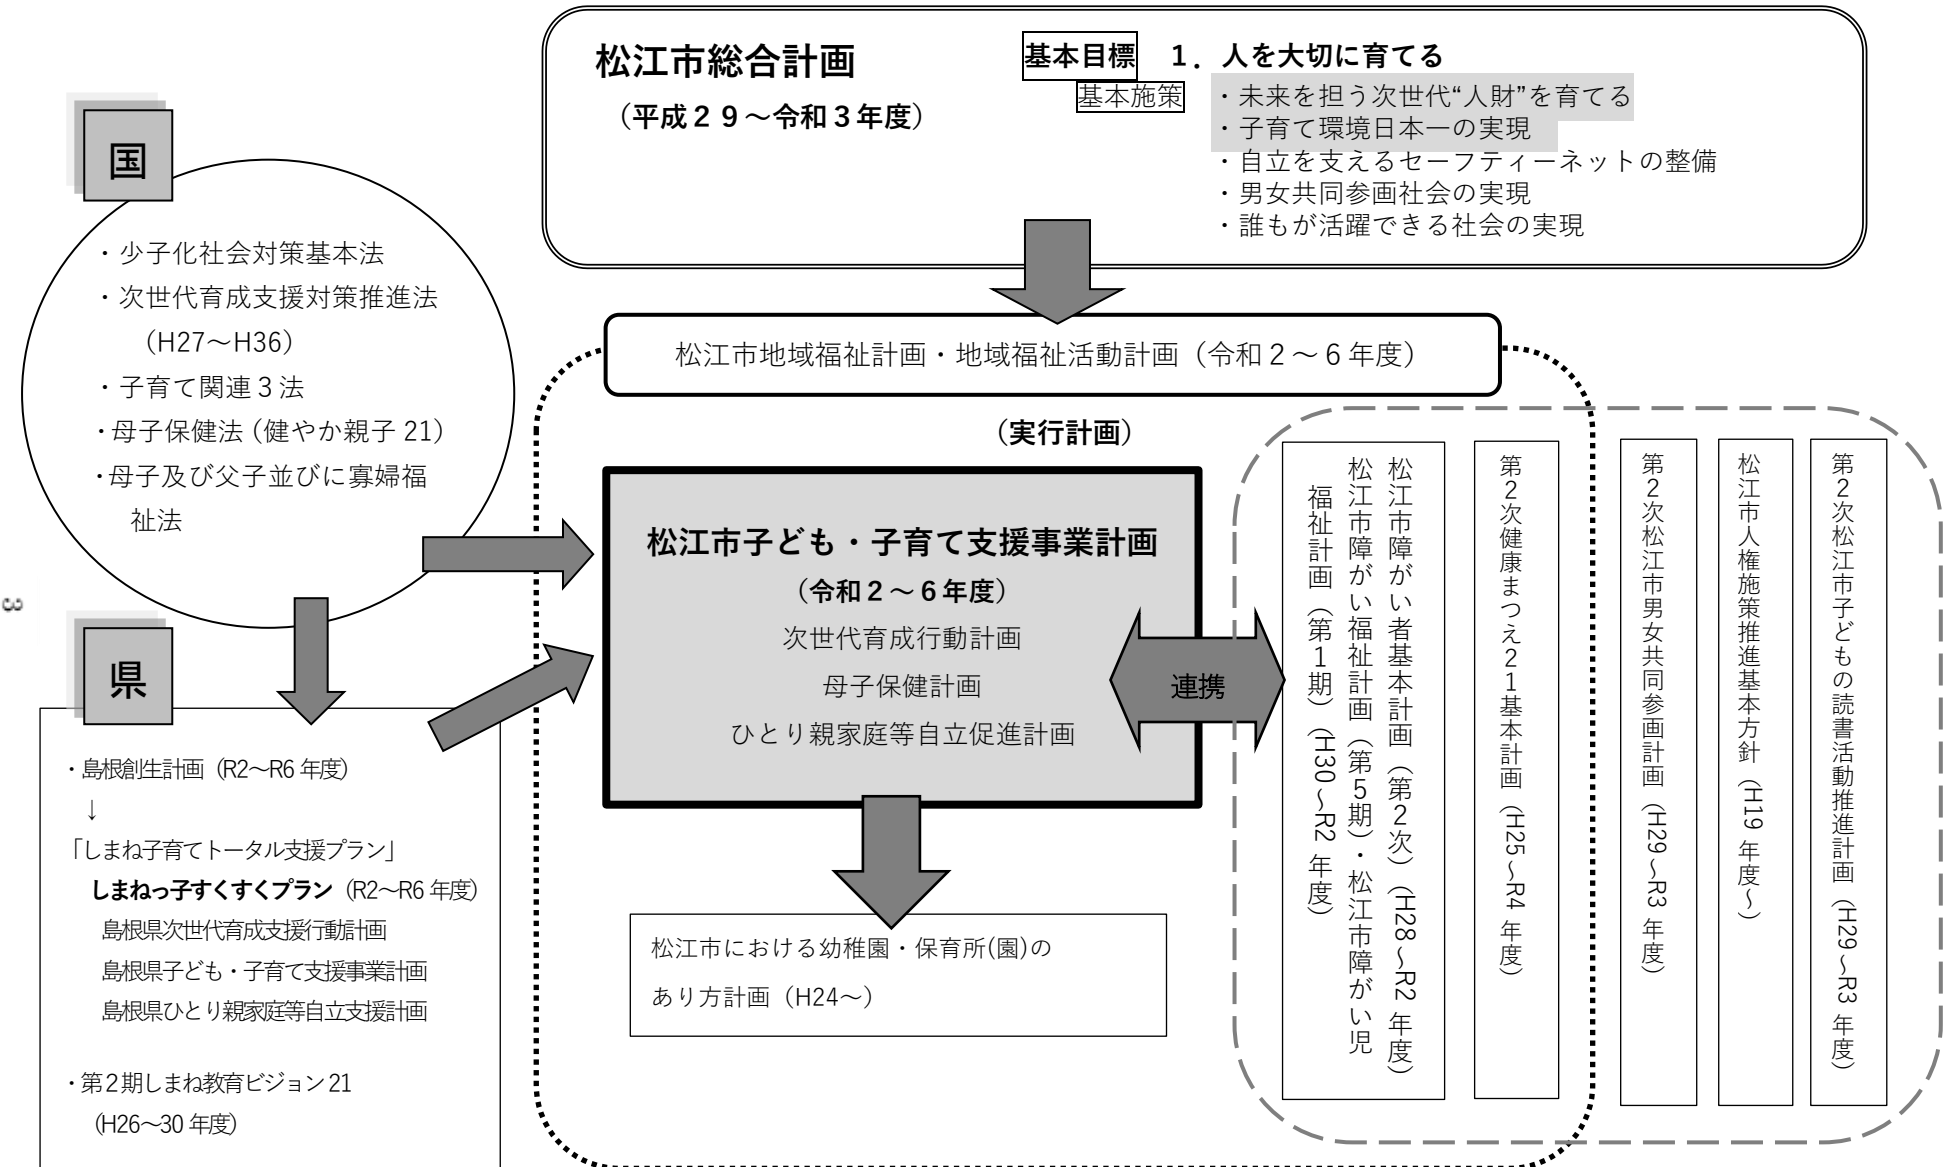 松江市総合計画
（平成２９～令和３年度）
基本目標 １．人を大切に育てる
基本施策
・未来を担う次世代“人財”を育てる
・子育て環境日本一の実現
・自立を支えるセーフティーネットの整備
・男女共同参画社会の実現
・誰もが活躍できる社会の実現
国
・少子化社会対策基本法
・次世代育成支援対策推進法
（H27～H36）
・子育て関連３法
・母子保健法（健やか親子 21）
・母子及び父子並びに寡婦福
祉法
県
・島根創生計画（R2～R6 年度）
↓
「しまね子育てトータル支援プラン」
しまねっ子すくすくプラン（R2～R6 年度）
島根県次世代育成支援行動計画
島根県子ども・子育て支援事業計画
島根県ひとり親家庭等自立支援計画
・第２期しまね教育ビジョン 21
（H26～30 年度）
松江市地域福祉計画・地域福祉活動計画（令和２～６年度）
（実行計画）
松江市子ども・子育て支援事業計画
（令和２～６年度）
次世代育成行動計画
母子保健計画
ひとり親家庭等自立促進計画
連携
松江市における幼稚園・保育所(園)の
あり方計画（H24～）
松江市障がい者基本計画（第２次）（H28～R2 年度）
松江市障がい福祉計画（第５期）・松江市障がい児
福祉計画（第１期）（H30～R2 年度）
第２次健康まつえ２１基本計画（H25～R4 年度）
第２次松江市男女共同参画計画（H29～R3 年度）
松江市人権施策推進基本方針（H19 年度～）
第２次松江市子どもの読書活動推進計画（H29～R3 年度）
3